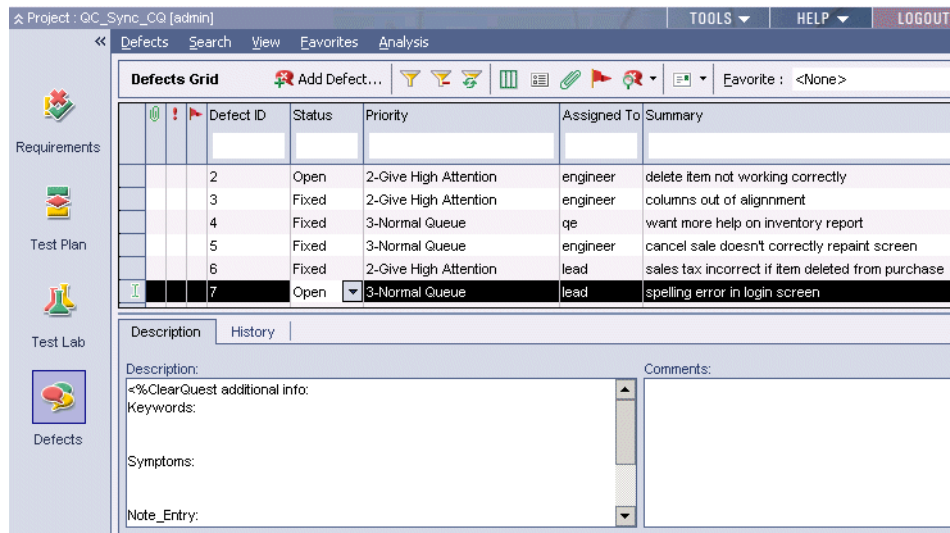 Project : QC_Sync_CQ [admin] TOOLS HELP LOGOUT
« Defects Search View Favorites Analysis
Defects Grid Add Defect... Favorite : <None>
! Defect ID Status Priority Assigned To Summary
2 Open 2-Give High Attention engineer delete item not working correctly
3 Fixed 2-Give High Attention engineer columns out of alignnment
4 Fixed 3-Normal Queue qe want more help on inventory report
5 Fixed 3-Normal Queue engineer cancel sale doesn't correctly repaint screen
6 Fixed 2-Give High Attention lead sales tax incorrect if item deleted from purchase
7 Open 3-Normal Queue lead spelling error in login screen
Requirements
Test Plan
Test Lab
Defects
Description History
Description: Comments:
<%ClearQuest additional info:
Keywords:
Symptoms:
Note_Entry: